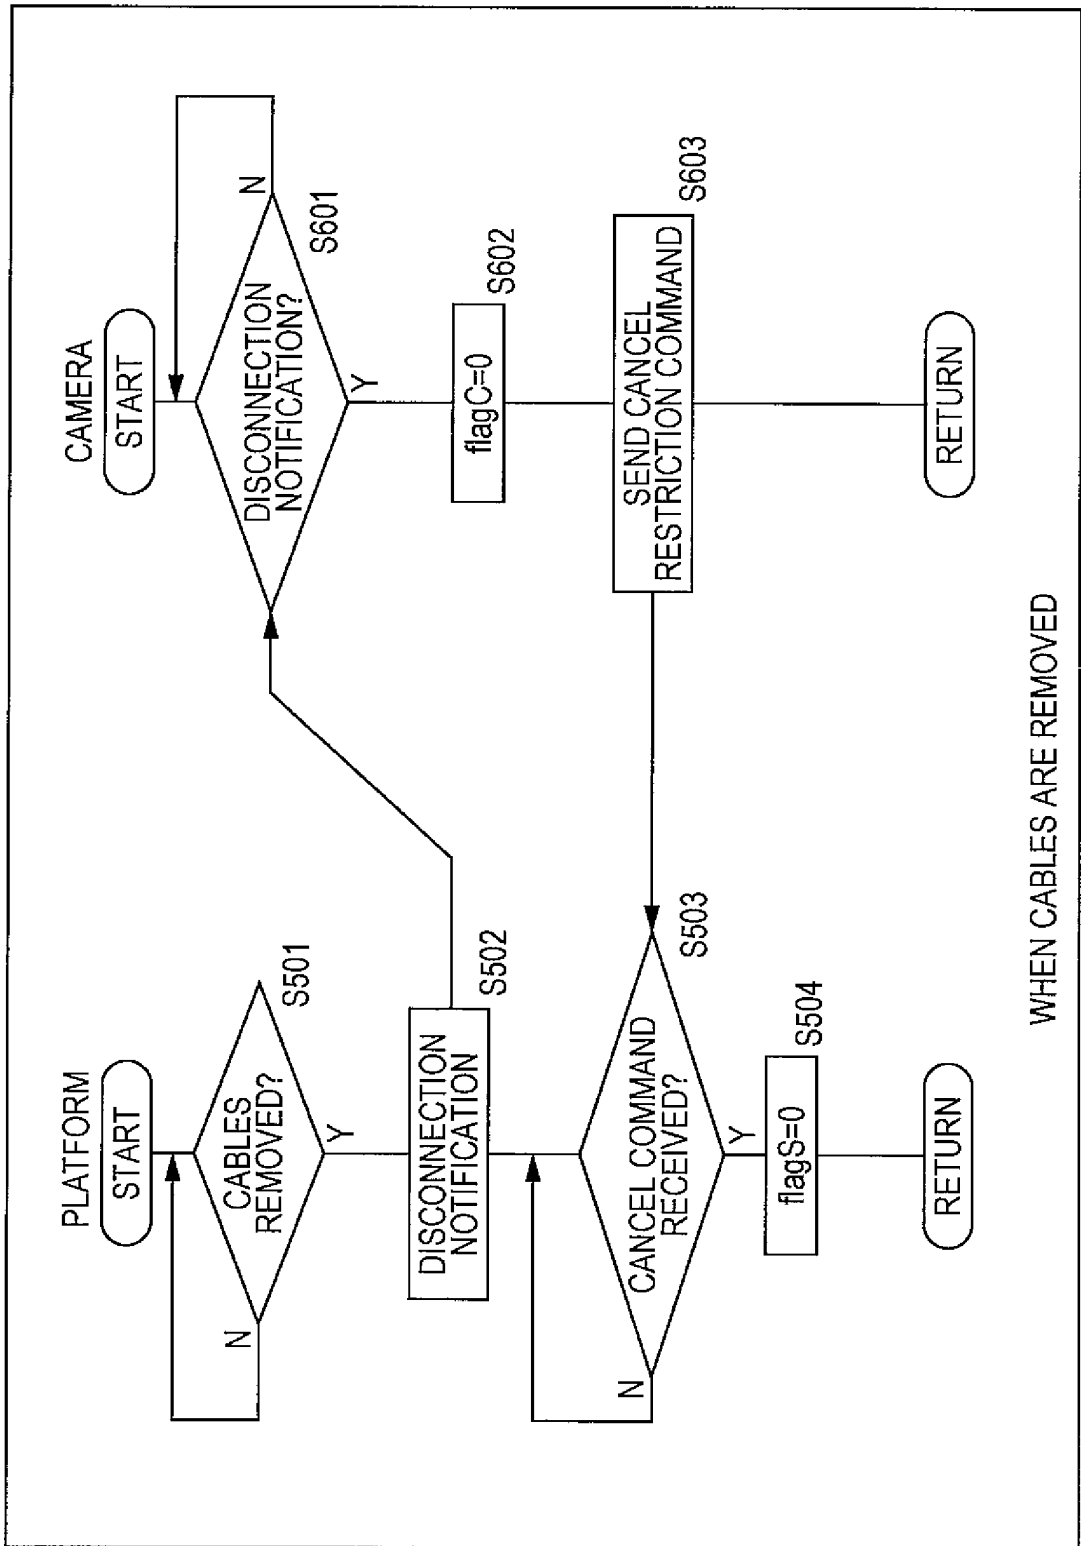 PLATFORM
START
CABLES
REMOVED?
S501
N
Y
DISCONNECTION
NOTIFICATION
S502
CANCEL COMMAND
RECEIVED?
S503
N
Y
flagS=0
S504
RETURN
CAMERA
START
DISCONNECTION
NOTIFICATION?
S601
N
Y
flagC=0
S602
SEND CANCEL
RESTRICTION COMMAND
S603
RETURN
WHEN CABLES ARE REMOVED